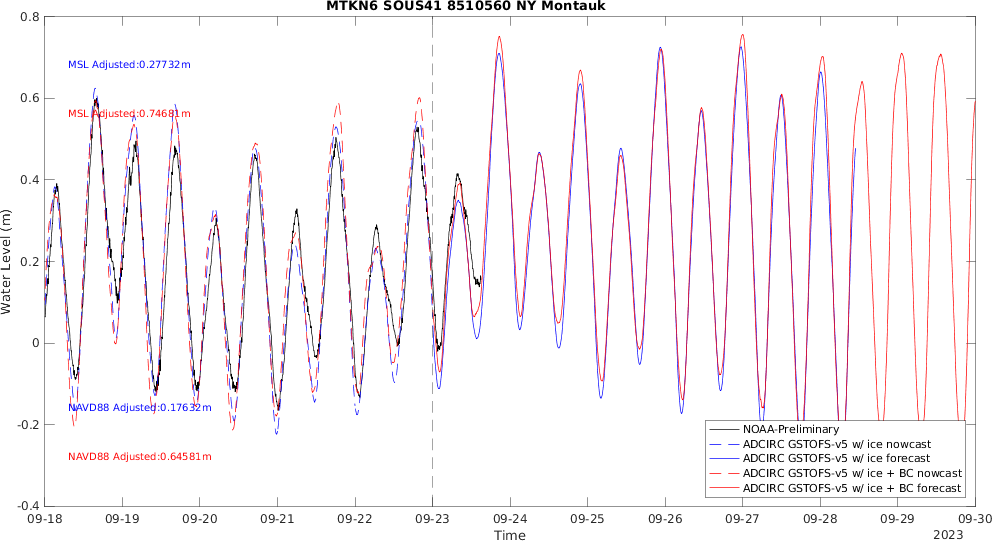 MTKN6 SOUS41 8510560 NY Montauk
0.8
0.6
0.4
0.2
0
-0.2
-0.4
Water Level (m)
MSL Adjusted:0.27732m
MSL Adjusted:0.74681m
NAVD88 Adjusted:0.17632m
NAVD88 Adjusted:0.64581m
NOAA-Preliminary
ADCIRC GSTOFS-v5 w/ ice nowcast
ADCIRC GSTOFS-v5 w/ ice forecast
ADCIRC GSTOFS-v5 w/ ice + BC nowcast
ADCIRC GSTOFS-v5 w/ ice + BC forecast
09-18 09-19 09-20 09-21 09-22 09-23 09-24 09-25 09-26 09-27 09-28 09-29 09-30
Time
2023